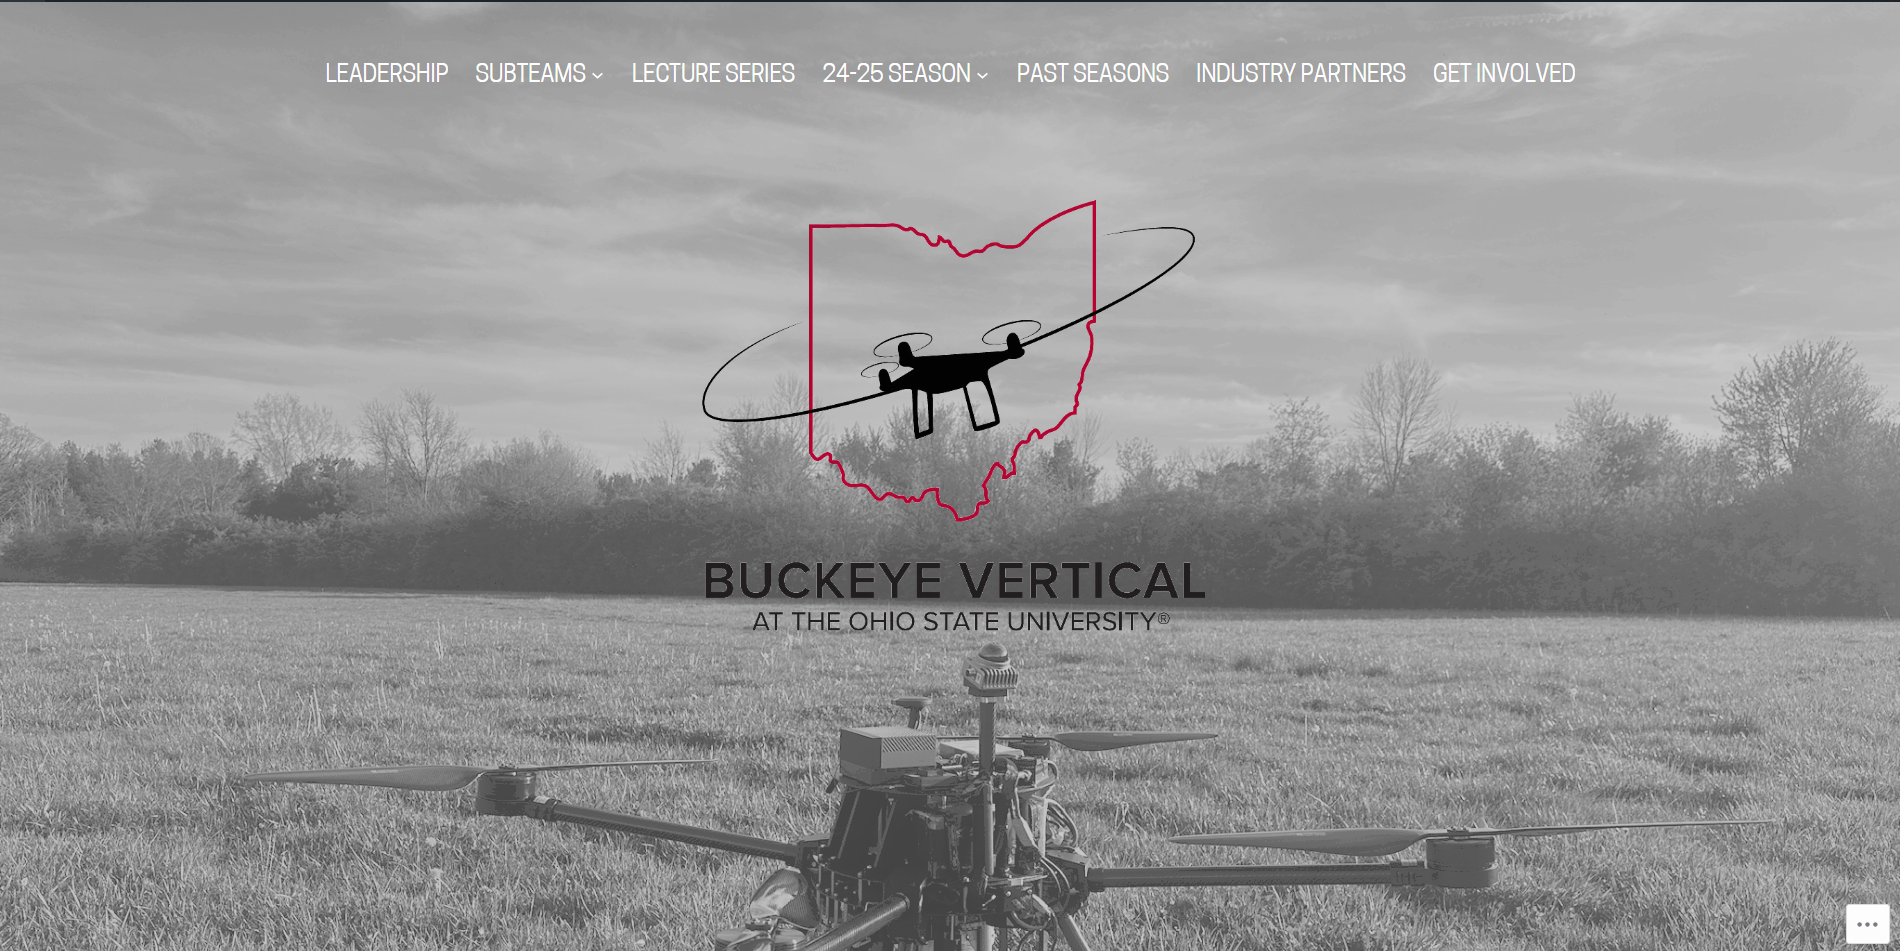 LEADERSHIP SUBTEAMS LECTURE SERIES 24-25 SEASON PAST SEASONS INDUSTRY PARTNERS GET INVOLVED
BUCKEYE VERTICAL
AT THE OHIO STATE UNIVERSITY®